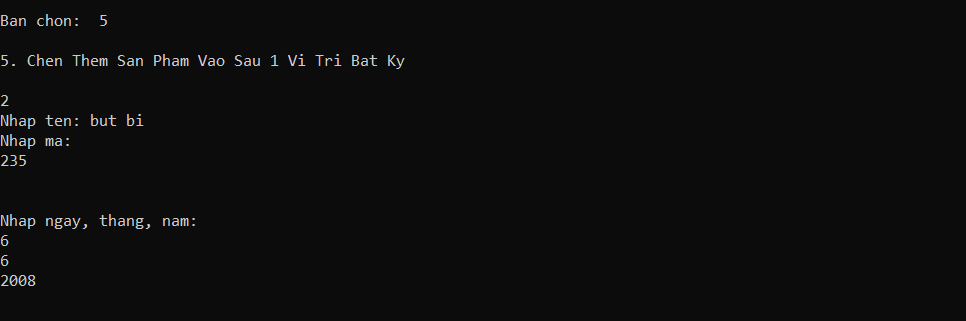 Ban chon:  5
5. Chen Them San Pham Vao Sau 1 Vi Tri Bat Ky
2
Nhap ten: but bi
Nhap ma:
235
Nhap ngay, thang, nam:
6
6
2008